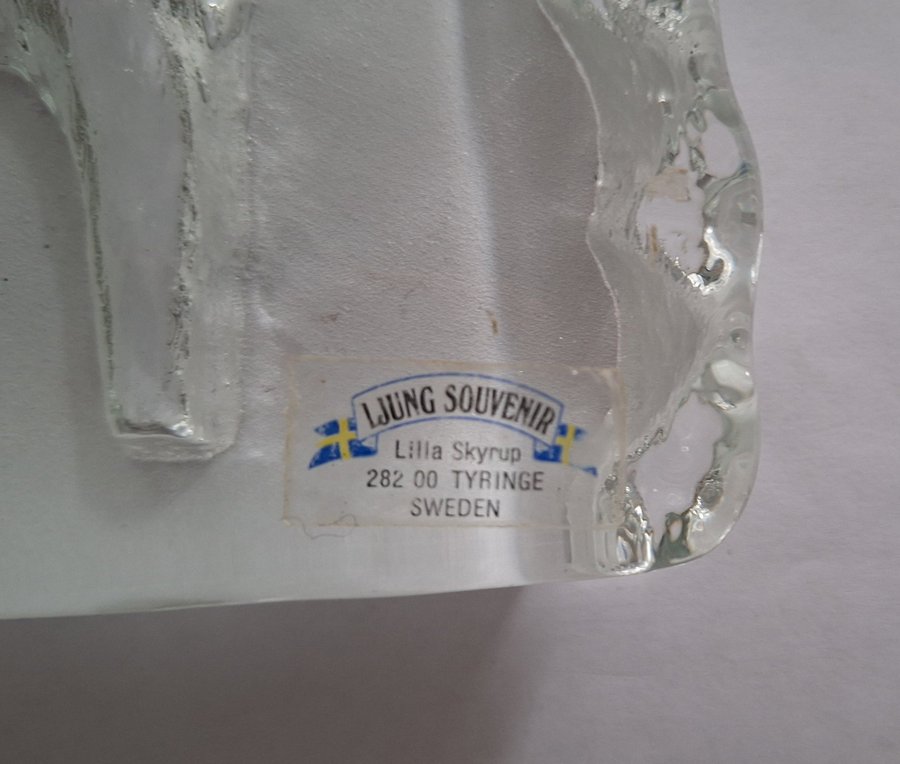 LJUNG SOUVENIR
Lilla Skyrup
282 00 TYRINGE
SWEDEN